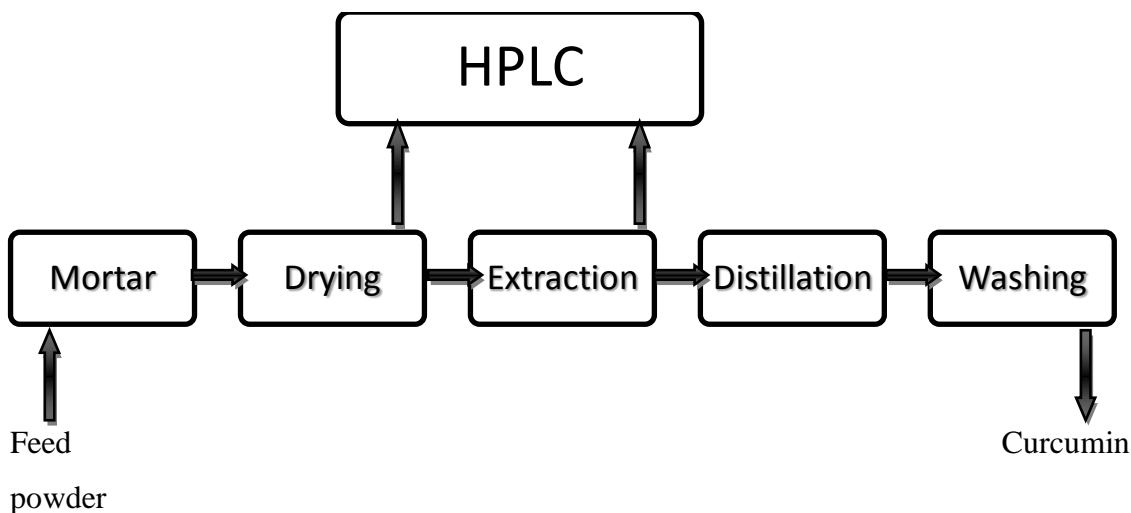 HPLC
Mortar
Drying
Extraction
Distillation
Washing
Feed
powder
Curcumin